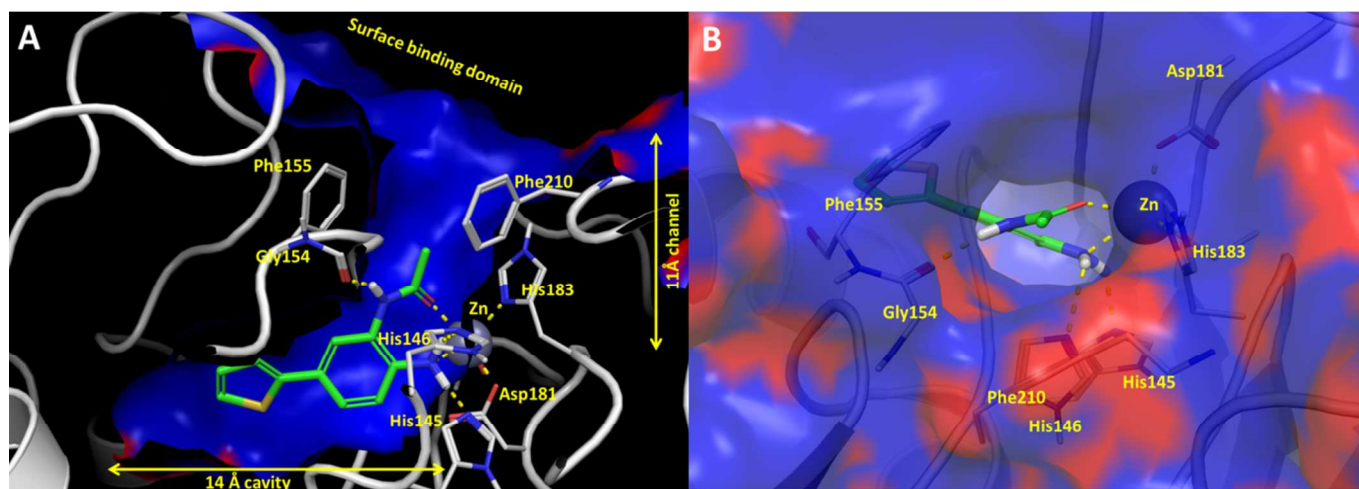 A
Surface binding domain
Phe155
Phe210
Gly154
11Å channel
His183
Zn
His146
Asp181
His145
14 Å cavity
B
Asp181
Phe155
Zn
His183
Gly154
His145
Phe210
His146